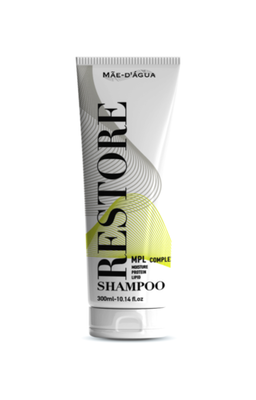 MÃE-D'ÁGUA
RESTORE
MPL COMPLE
MOISTURE
PROTEIN
LIPID
SHAMPOO
300ml-10.14 fl.oz